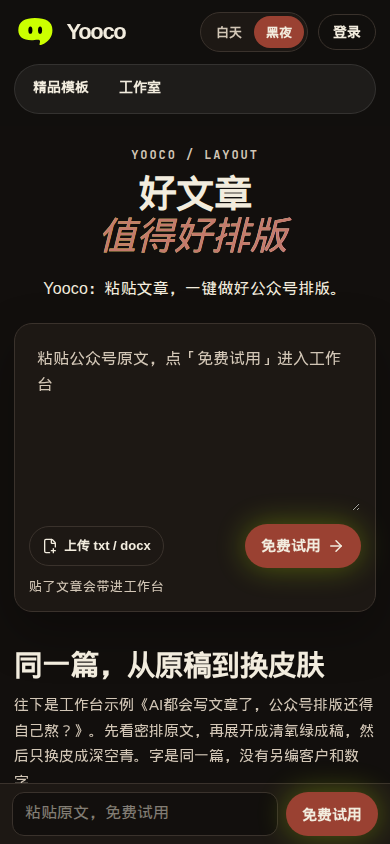 Yooco
白天 黑夜 登录
精品模板 工作室
YOOCO / LAYOUT
好文章
值得好排版
Yooco：粘贴文章，一键做好公众号排版。
粘贴公众号原文，点「免费试用」进入工作
台
上传 txt / docx
免费试用
贴了文章会带进工作台
同一篇，从原稿到换皮肤
往下是工作台示例《AI都会写文章了，公众号排版还得
自己熬？》。先看密排原文，再展开成清氧绿成稿，然
后只换皮成深空青。字是同一篇，没有另编客户和数
字。
粘贴原文，免费试用
免费试用